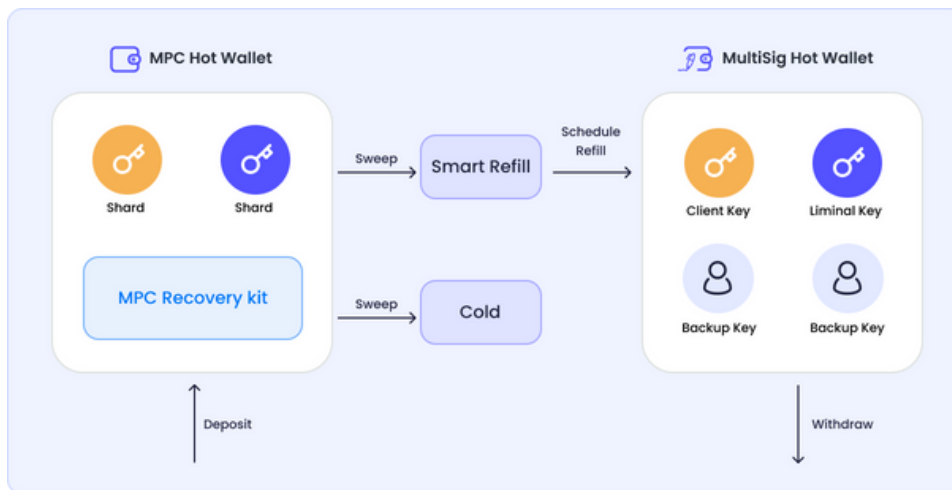 MPC Hot Wallet
MultiSig Hot Wallet
Shard
Shard
MPC Recovery kit
Sweep
Smart Refill
Schedule
Refill
Sweep
Cold
Client Key
Liminal Key
Backup Key
Backup Key
Deposit
Withdraw